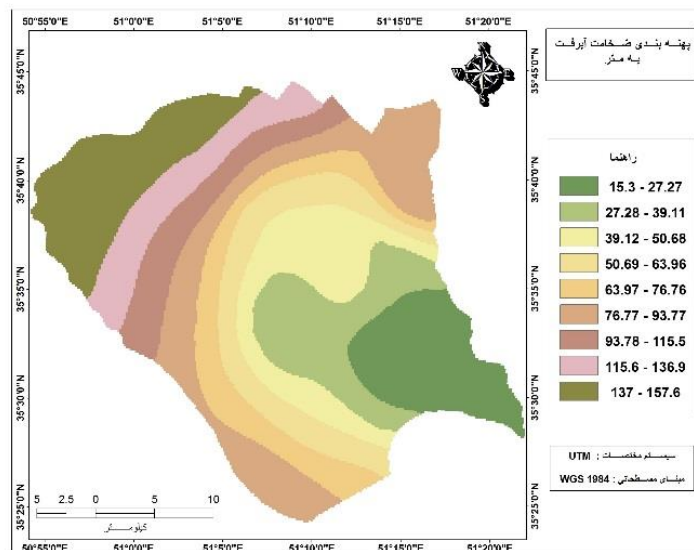 50°55'0"E 51°0'0"E 51°5'0"E 51°10'0"E 51°15'0"E 51°20'0"E
پهنه بندی ضخامت آبرفت
به متر
35°45'0"N 35°45'0"N
35°40'0"N 35°40'0"N
35°35'0"N 35°35'0"N
35°30'0"N 35°30'0"N
35°25'0"N 35°25'0"N
راهنما
15.3 - 27.27
27.28 - 39.11
39.12 - 50.68
50.69 - 63.96
63.97 - 76.76
76.77 - 93.77
93.78 - 115.5
115.6 - 136.9
137 - 157.6
سیستم مختصات : UTM
مبنای مسطحاتی : WGS 1984
5 2.5 0 5 10
کیلومتر
50°55'0"E 51°0'0"E 51°5'0"E 51°10'0"E 51°15'0"E 51°20'0"E